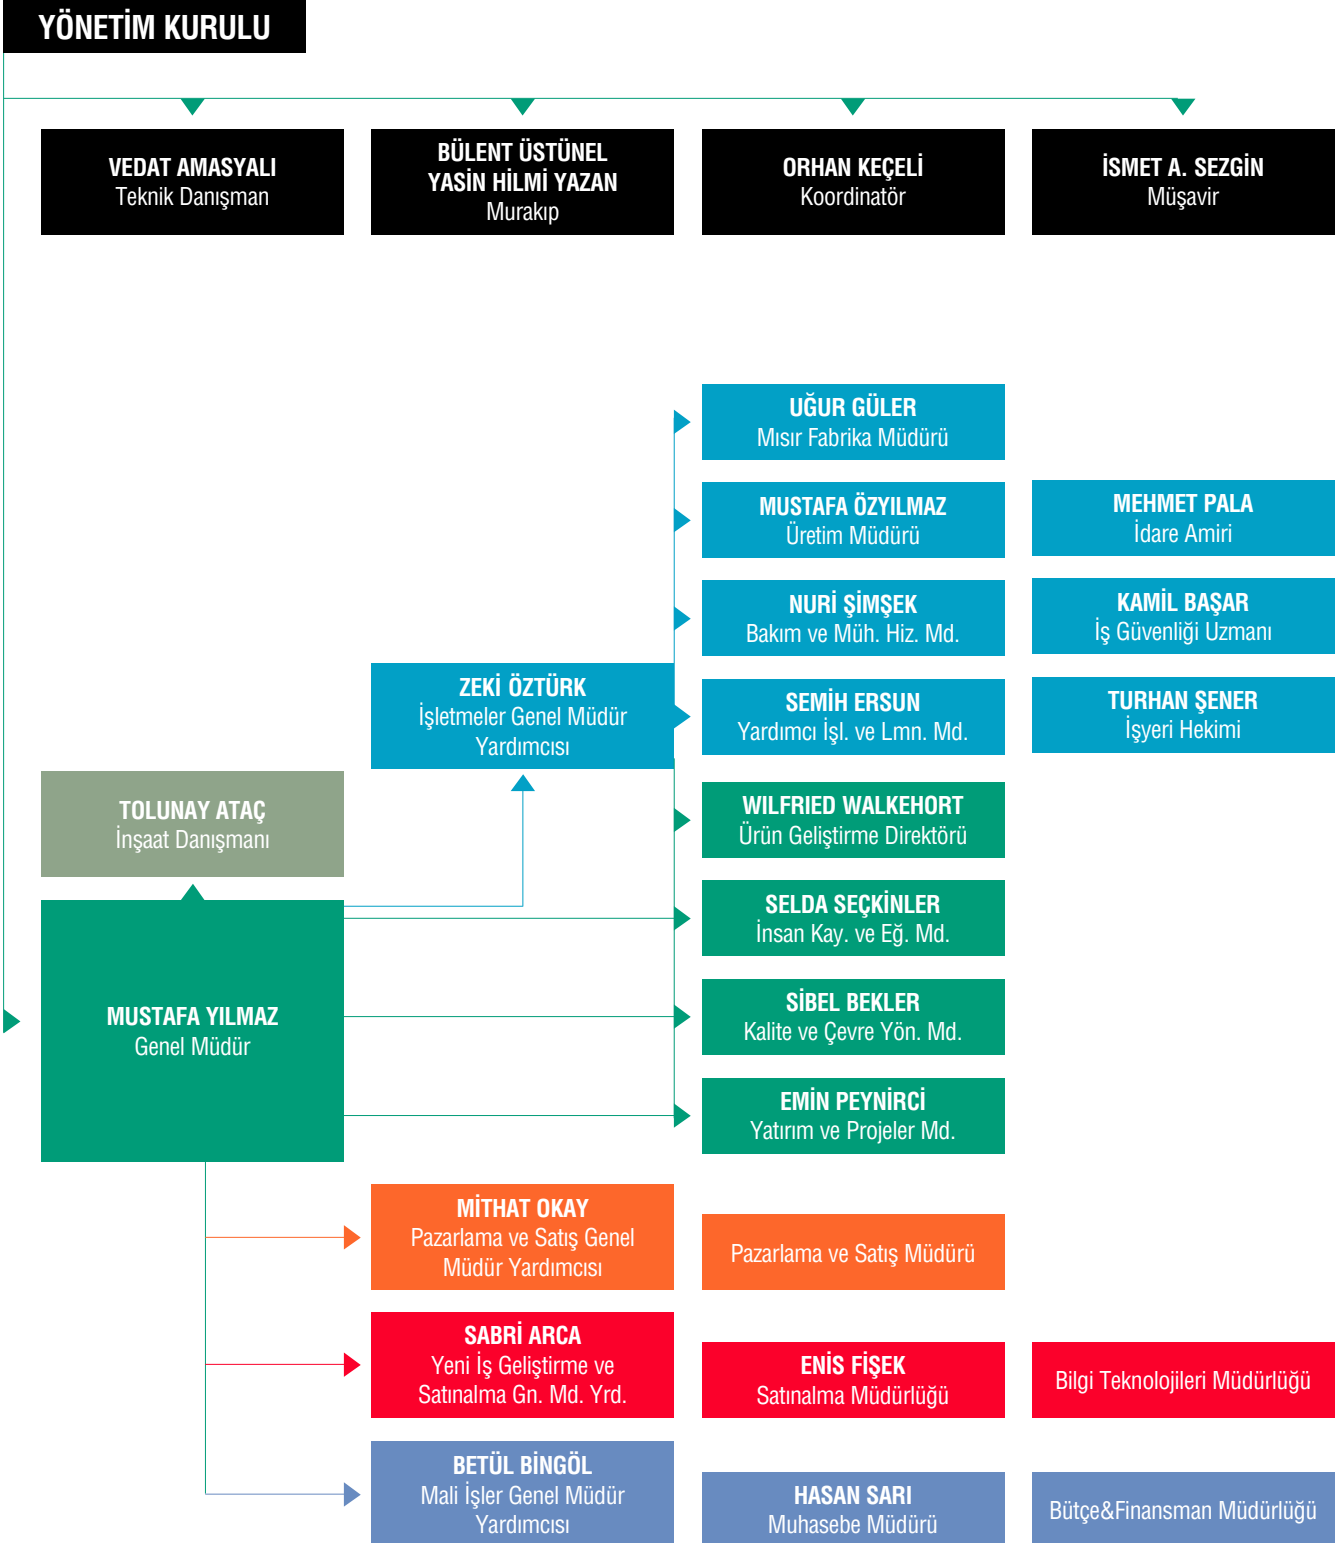 YÖNETİM KURULU
VEDAT AMASYALI
Teknik Danışman
BÜLENT ÜSTÜNEL
YASİN HİLMİ YAZAN
Murakıp
ORHAN KEÇELİ
Koordinatör
İSMET A. SEZGİN
Müşavir
UĞUR GÜLER
Mısır Fabrika Müdürü
MUSTAFA ÖZYILMAZ
Üretim Müdürü
MEHMET PALA
İdare Amiri
NURİ ŞİMŞEK
Bakım ve Müh. Hiz. Md.
KAMİL BAŞAR
İş Güvenliği Uzmanı
ZEKİ ÖZTÜRK
İşletmeler Genel Müdür
Yardımcısı
SEMİH ERSUN
Yardımcı İşl. ve Lmn. Md.
TURHAN ŞENER
İşyeri Hekimi
TOLUNAY ATAÇ
İnşaat Danışmanı
WILFRIED WALKEHORT
Ürün Geliştirme Direktörü
SELDA SEÇKİNLER
İnsan Kay. ve Eğ. Md.
MUSTAFA YILMAZ
Genel Müdür
SİBEL BEKLER
Kalite ve Çevre Yön. Md.
EMİN PEYNİRCİ
Yatırım ve Projeler Md.
MİTHAT OKAY
Pazarlama ve Satış Genel
Müdür Yardımcısı
Pazarlama ve Satış Müdürü
SABRİ ARCA
Yeni İş Geliştirme ve
Satınalma Gn. Md. Yrd.
ENİS FİŞEK
Satınalma Müdürlüğü
Bilgi Teknolojileri Müdürlüğü
BETÜL BİNGÖL
Mali İşler Genel Müdür
Yardımcısı
HASAN SARI
Muhasebe Müdürü
Bütçe&Finansman Müdürlüğü